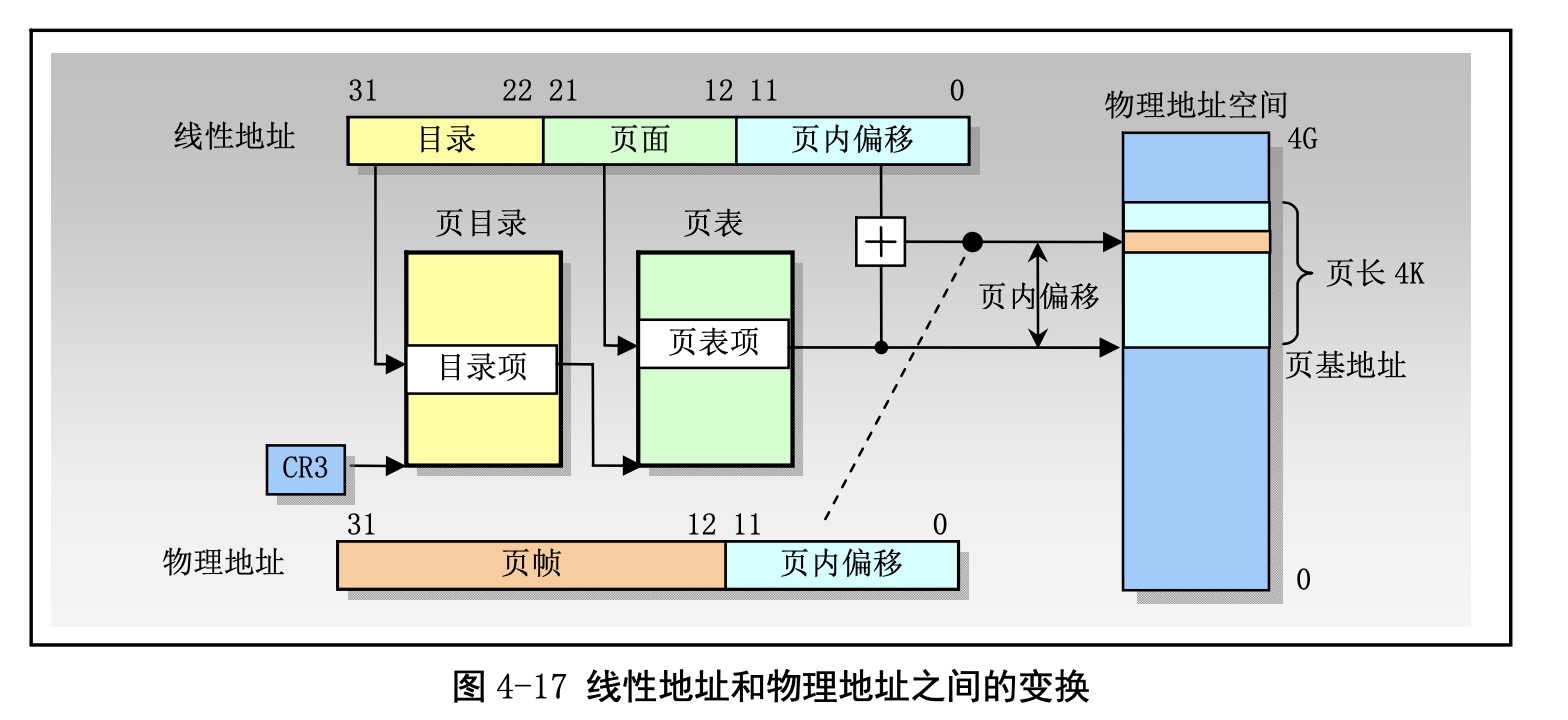 31 22 21 12 11 0
物理地址空间
线性地址 目录 页面 页内偏移
4G
页目录 页表
+
页内偏移
页长 4K
页表项
目录项
页基地址
CR3
31 12 11 0
物理地址 页帧 页内偏移
0
图 4-17 线性地址和物理地址之间的变换